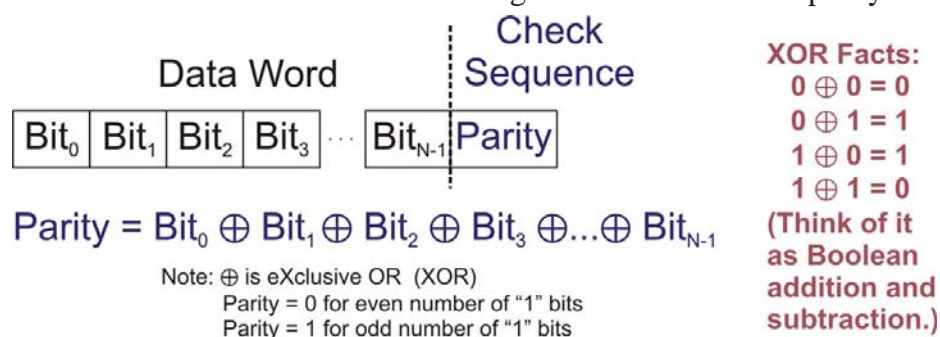 Check
Data Word Sequence
Bit0 Bit1 Bit2 Bit3 ... BitN-1 Parity
Parity = Bit0 ⊕ Bit1 ⊕ Bit2 ⊕ Bit3 ⊕...⊕ BitN-1
Note: ⊕ is eXclusive OR (XOR)
Parity = 0 for even number of "1" bits
Parity = 1 for odd number of "1" bits
XOR Facts:
0 ⊕ 0 = 0
0 ⊕ 1 = 1
1 ⊕ 0 = 1
1 ⊕ 1 = 0
(Think of it
as Boolean
addition and
subtraction.)